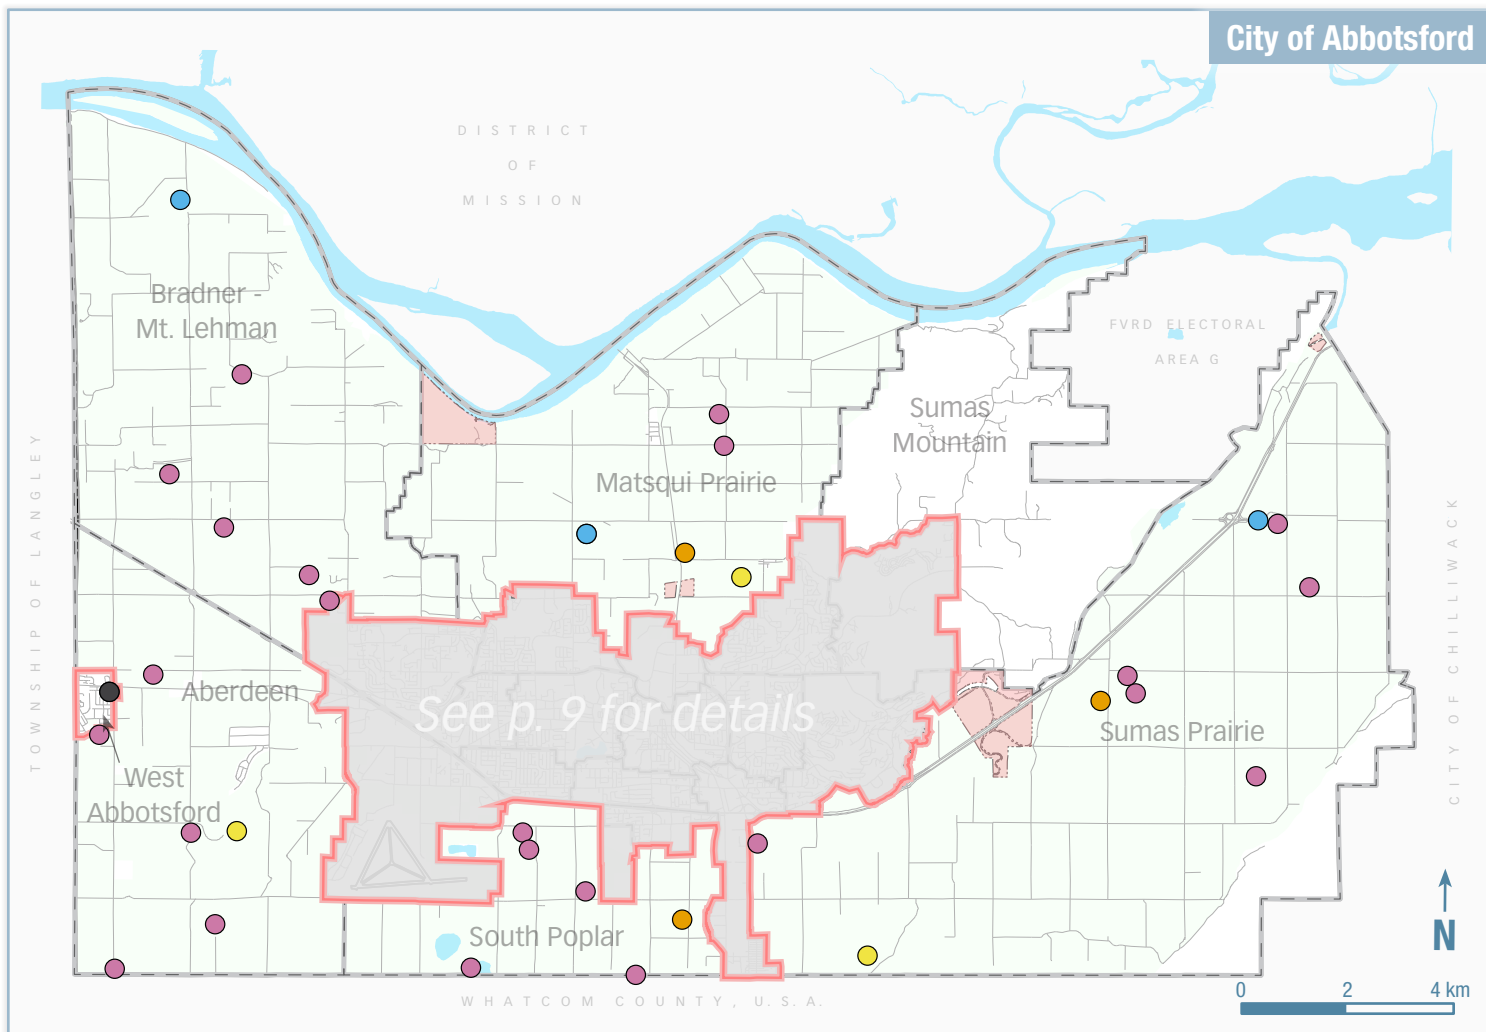 City of Abbotsford
DISTRICT
OF
MISSION
Bradner -
Mt. Lehman
FVRD ELECTORAL
AREA G
Sumas
Mountain
Matsqui Prairie
TOWNSHIP OF LANGLEY
CITY OF CHILLIWACK
Aberdeen
See p. 9 for details
Sumas Prairie
West
Abbotsford
South Poplar
WHATCOM COUNTY, U.S.A.
N
0 2 4 km